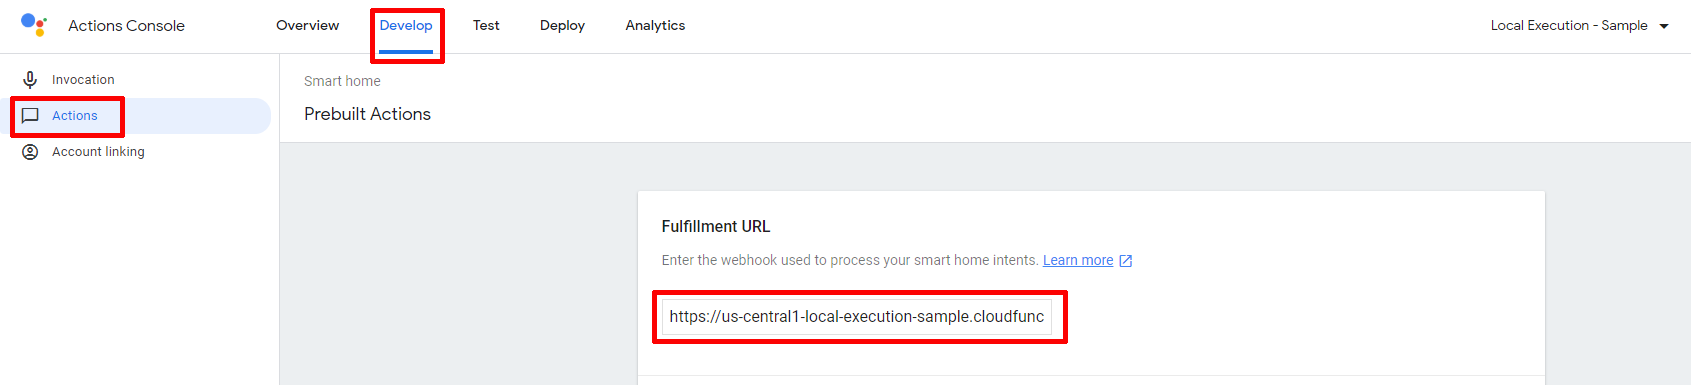 Actions Console Overview Develop Test Deploy Analytics Local Execution - Sample
Invocation
Actions
Account linking
Smart home
Prebuilt Actions
Fulfillment URL
Enter the webhook used to process your smart home intents. Learn more
https://us-central1-local-execution-sample.cloudfunc